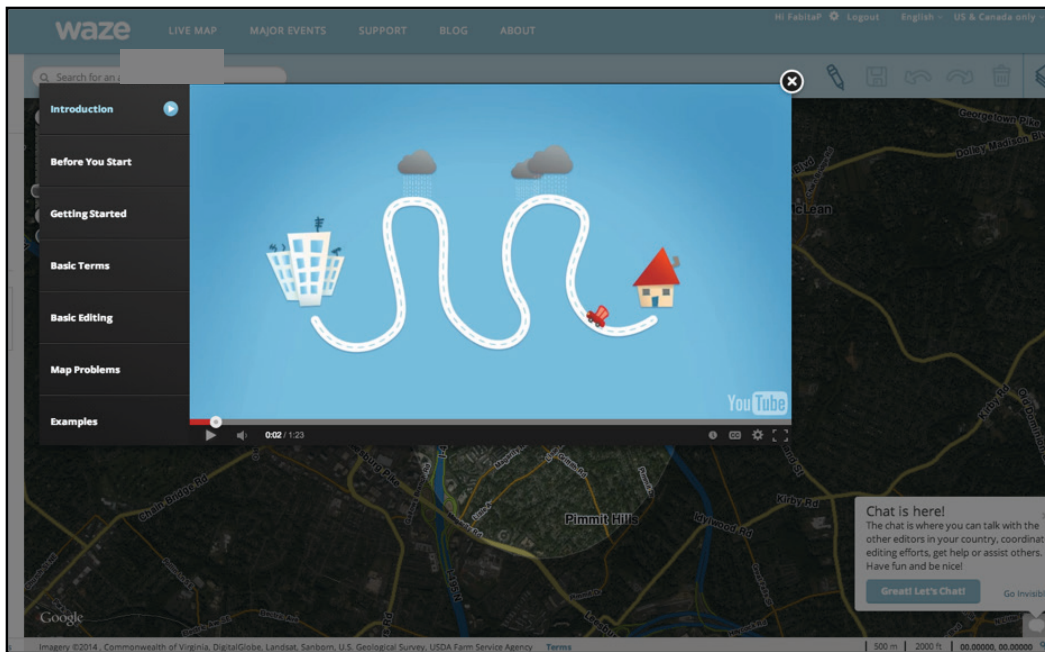 Hi FabitaP Logout English US & Canada only
waze LIVE MAP MAJOR EVENTS SUPPORT BLOG ABOUT
Search for an
Introduction
Before You Start
Getting Started
Basic Terms
Basic Editing
Map Problems
Examples
YouTube
0:02 / 1:23
CC
Georgetown Pike
Dolley Madison
McLean
Chain Bridge Rd
Pimmit Hills
Idylwood Rd
Kirby Rd
Kirby Rd
Chat is here!
The chat is where you can talk with the
other editors in your country, coordinat
editing efforts, get help or assist others.
Have fun and be nice!
Great! Let's Chat!
Go Invisibl
Google
Imagery ©2014 , Commonwealth of Virginia, DigitalGlobe, Landsat, Sanborn, U.S. Geological Survey, USDA Farm Service Agency Terms
500 m 2000 ft 00.00000, 00.00000